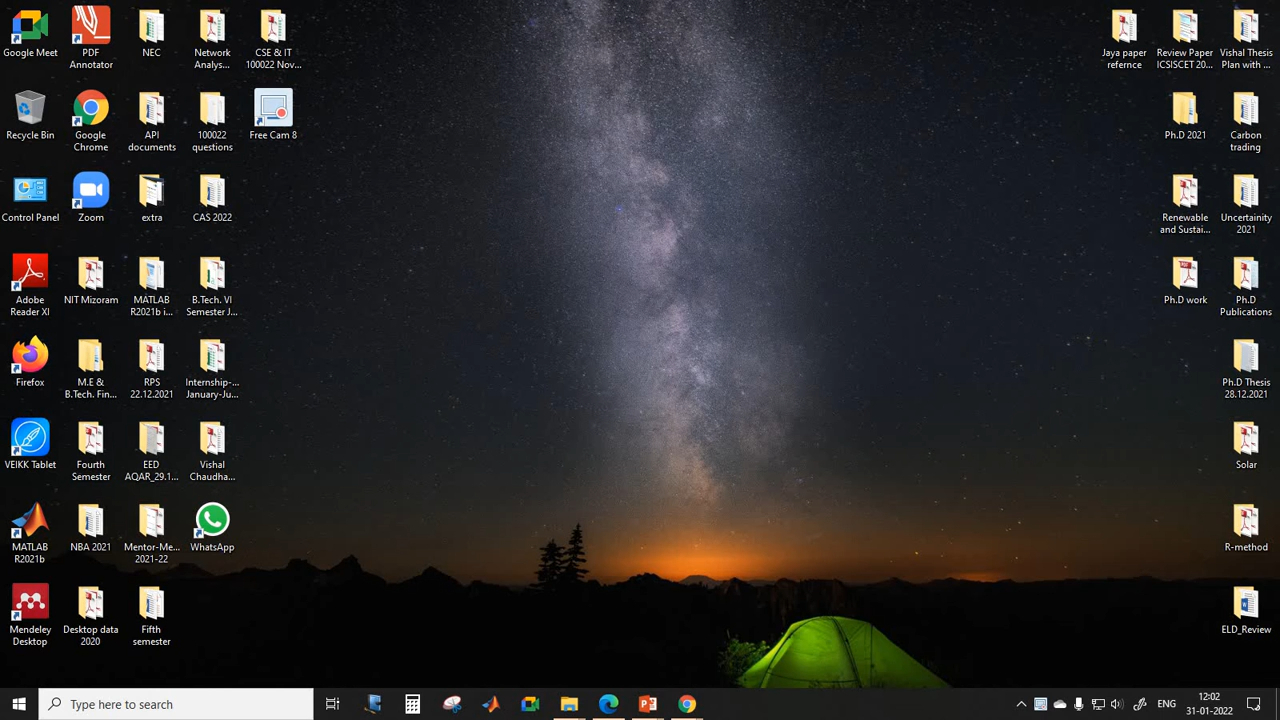 Google Meet
PDF
Annotator
NEC
Network
Analys...
CSE & IT
100022 Nov...
Jaya paper
refernce
Review Paper
ICSISCET 20...
Vishal Thesis
Plan with ...
Recycle Bin
Google
Chrome
API
documents
100022
questions
Free Cam 8
Ph.D 2021
Carbon
trading
Control Panel
Zoom
extra
CAS 2022
Renewable
and Sustai...
Uncertainity
2021
Adobe
Reader XI
NIT Mizoram
MATLAB
R2021b i...
B.Tech. VI
Semester J...
Ph.D work
Ph.D
Publications
Firefox
M.E &
B.Tech. Fin...
RPS
22.12.2021
Internship-...
January-Ju...
Ph.D Thesis
28.12.2021
VEIKK Tablet
Fourth
Semester
EED
AQAR_29.1...
Vishal
Chaudha...
Solar
MATLAB
R2021b
NBA 2021
Mentor-Me...
2021-22
WhatsApp
R-method
Mendeley
Desktop
Desktop data
2020
Fifth
semester
ELD_Review
Type here to search
ENG
12:02
31-01-2022